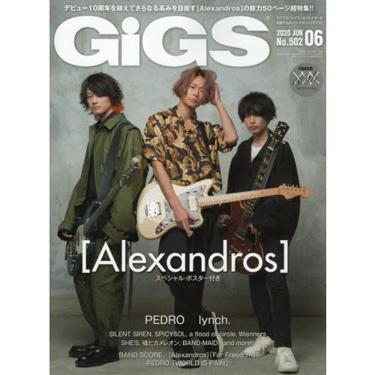 デビュー10周年を越えてさらなる高みを目指す[Alexandros]の魅力50ページ超特集!!
GiGS
2020 JUN
No.502
06
[Alexandros]
スペシャル・ポスター付き
PEDRO lynch.
SILENT SIREN, SPICYSOL, a flood of circle, Wienners,
SHE'S, 嘘とカメレオン, BAND-MAID and more!!
BAND SCORE／[Alexandros]「For Freedom」
PEDRO「WORLD IS PAIN」